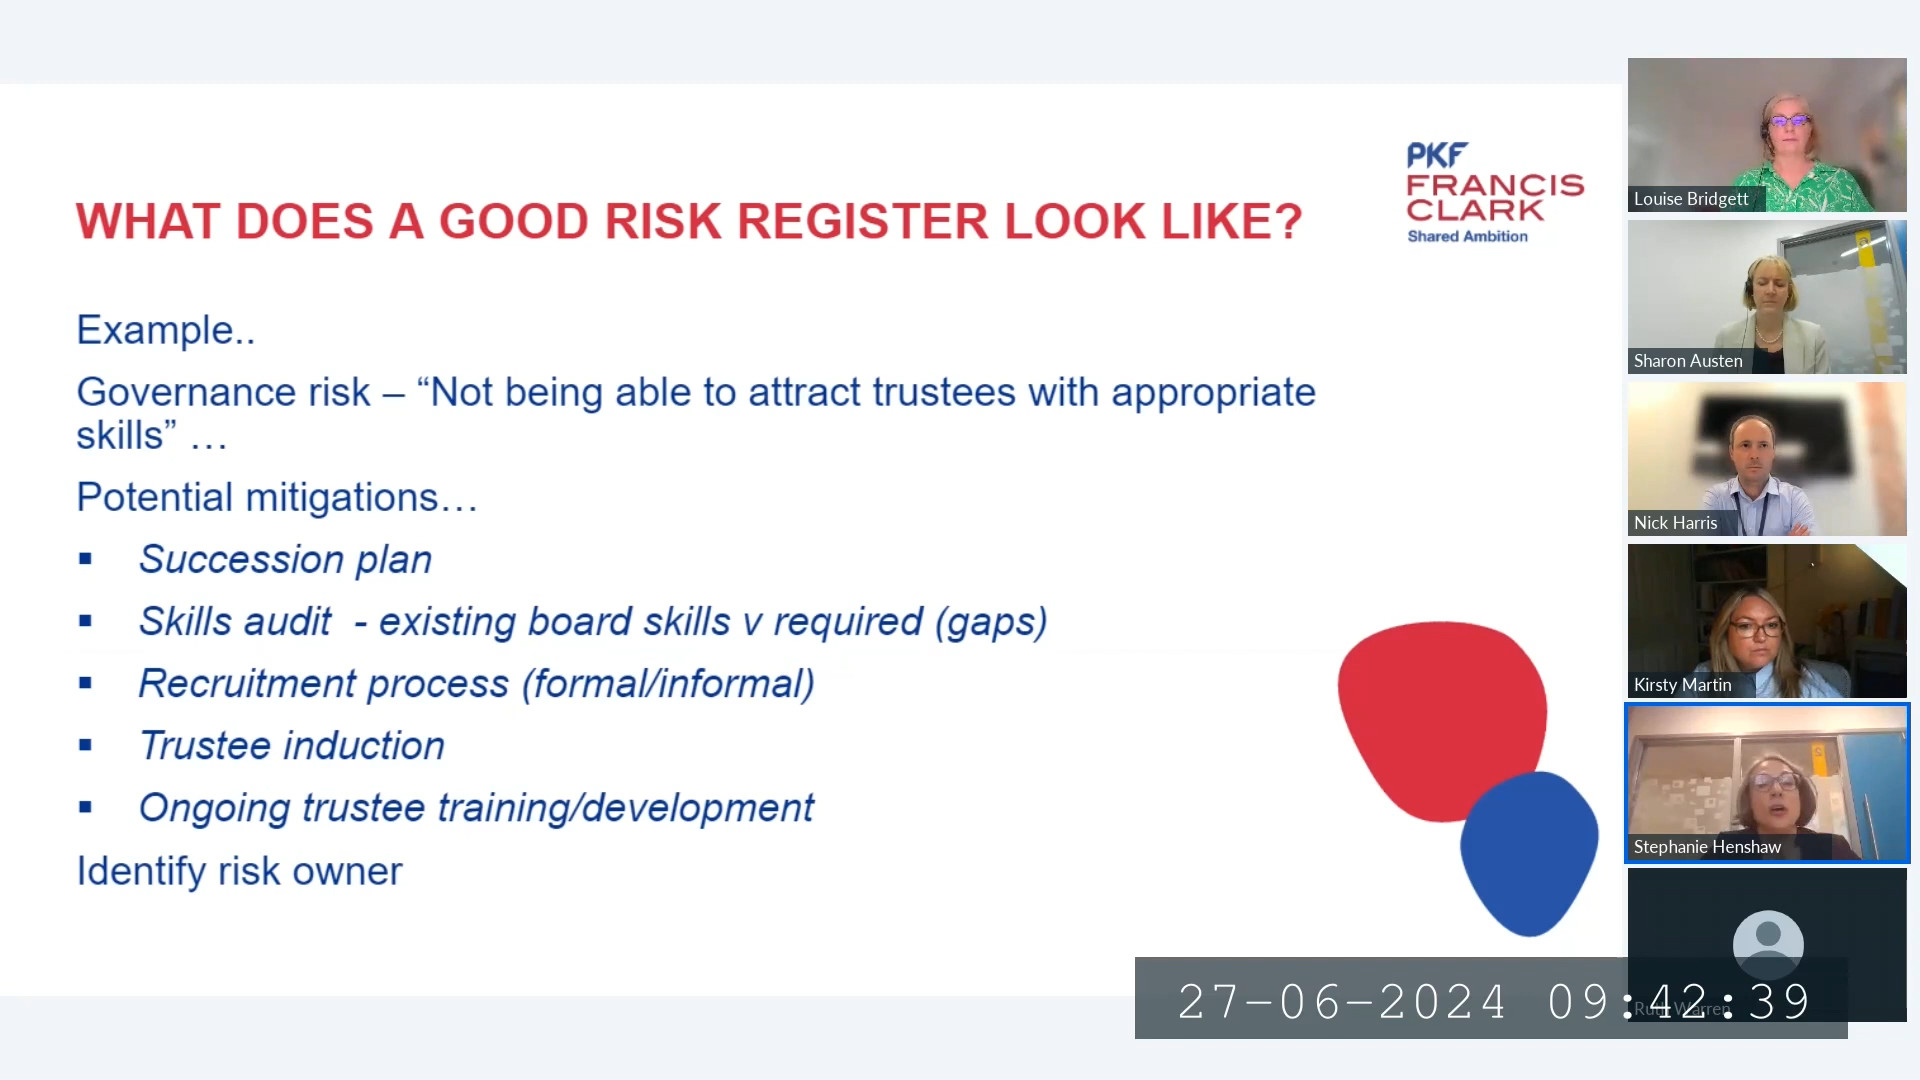 WHAT DOES A GOOD RISK REGISTER LOOK LIKE?
PKF
FRANCIS
CLARK
Shared Ambition
Example..
Governance risk – “Not being able to attract trustees with appropriate
skills” …
Potential mitigations…
▪ Succession plan
▪ Skills audit  - existing board skills v required (gaps)
▪ Recruitment process (formal/informal)
▪ Trustee induction
▪ Ongoing trustee training/development
Identify risk owner
Louise Bridgett
Sharon Austen
Nick Harris
Kirsty Martin
Stephanie Henshaw
Ruth Warren
27-06-2024 09:42:39